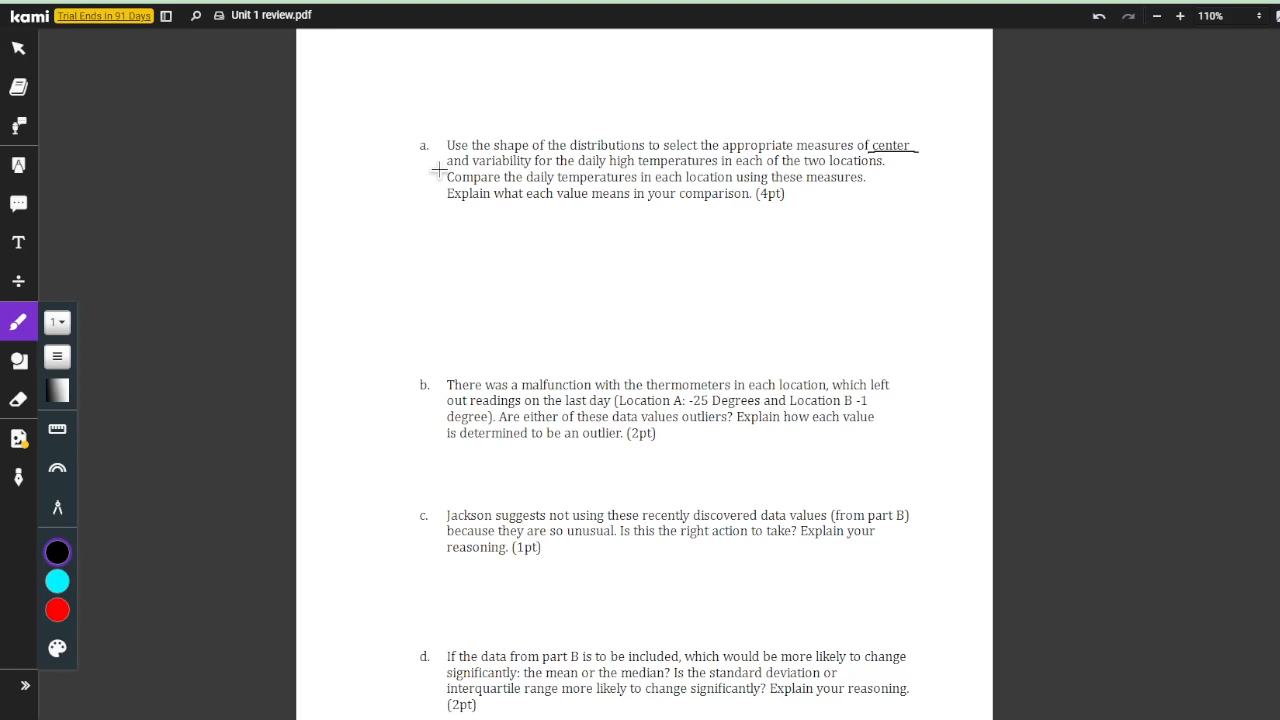 kami Trial Ends In 91 Days Unit 1 review.pdf 110%
a. Use the shape of the distributions to select the appropriate measures of center
and variability for the daily high temperatures in each of the two locations.
Compare the daily temperatures in each location using these measures.
Explain what each value means in your comparison. (4pt)
1
b. There was a malfunction with the thermometers in each location, which left
out readings on the last day (Location A: -25 Degrees and Location B -1
degree). Are either of these data values outliers? Explain how each value
is determined to be an outlier. (2pt)
c. Jackson suggests not using these recently discovered data values (from part B)
because they are so unusual. Is this the right action to take? Explain your
reasoning. (1pt)
d. If the data from part B is to be included, which would be more likely to change
significantly: the mean or the median? Is the standard deviation or
interquartile range more likely to change significantly? Explain your reasoning.
(2pt)